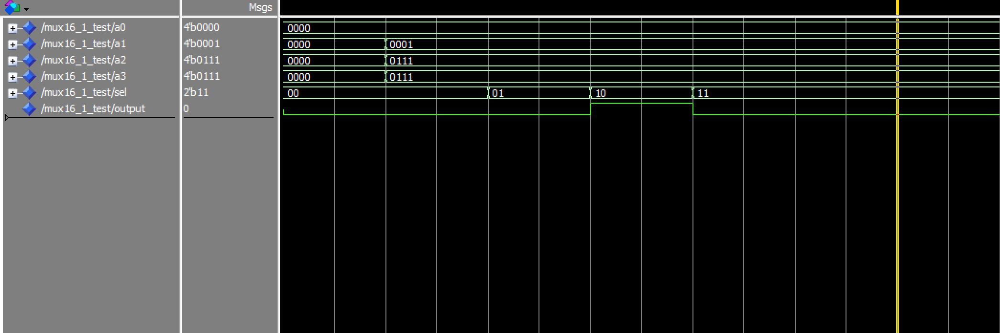 Msgs
/mux16_1_test/a0 4'b0000 0000
/mux16_1_test/a1 4'b0001 0000 0001
/mux16_1_test/a2 4'b0111 0000 0111
/mux16_1_test/a3 4'b0111 0000 0111
/mux16_1_test/sel 2'b11 00 01 10 11
/mux16_1_test/output 0